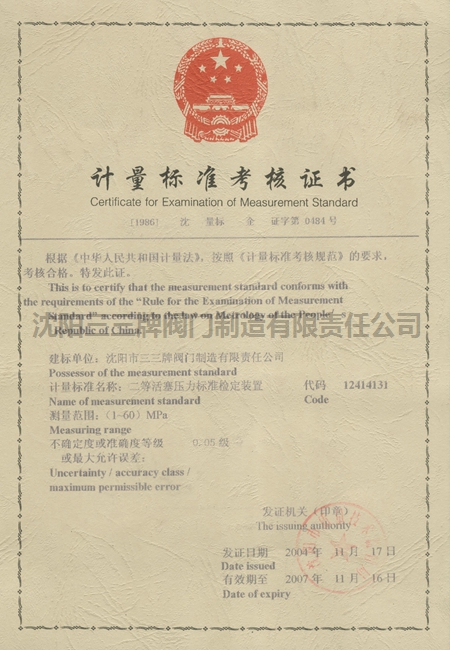 计量标准考核证书
Certificate for Examination of Measurement Standard
[1986] 沈 量标 企 证字第 0484 号
根据《中华人民共和国计量法》，按照《计量标准考核规范》的要求，
考核合格。特发此证。
This is to certify that the measurement standard conforms with
the requirements of the "Rule for the Examination of Measurement
Standard" according to the law on Metrology of the People'
Republic of China.
沈阳三三牌阀门制造有限责任公司
建标单位：沈阳市三三牌阀门制造有限责任公司
Possessor of the measurement standard
计量标准名称：二等活塞压力标准检定装置 代码 12414131
Name of measurement standard Code
测量范围：(1~60) MPa
Measuring range
不确定度或准确度等级 0.05 级
或最大允许误差：
Uncertainty / accuracy class /
maximum permissible error
发证机关（印章）
The issuing authority
发证日期 2004 年 11 月 17 日
Date issued
有效期至 2007 年 11 月 16 日
Date of expiry